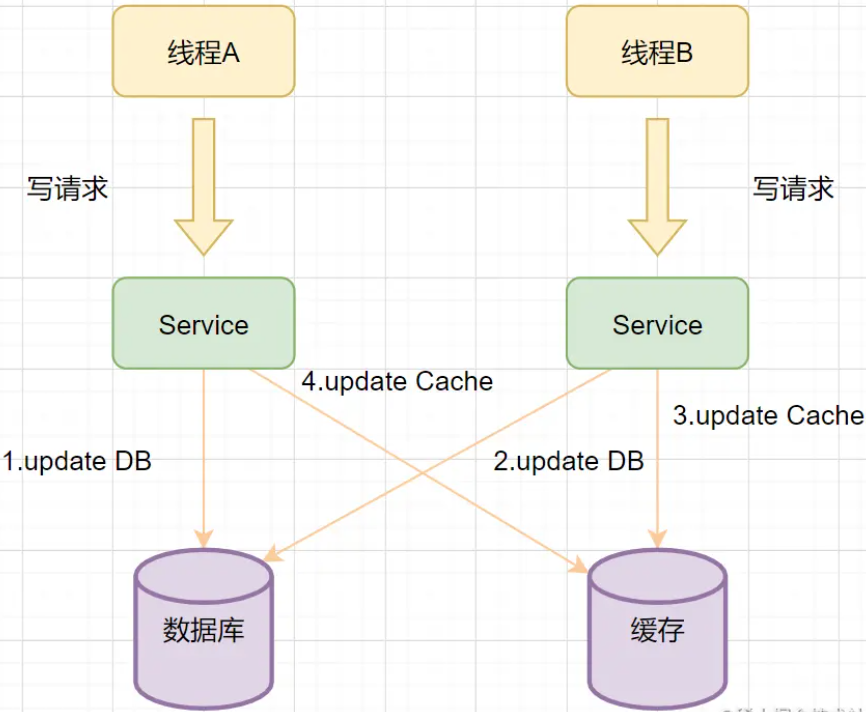 线程A
线程B
写请求
写请求
Service
Service
4.update Cache
3.update Cache
1.update DB
2.update DB
数据库
缓存